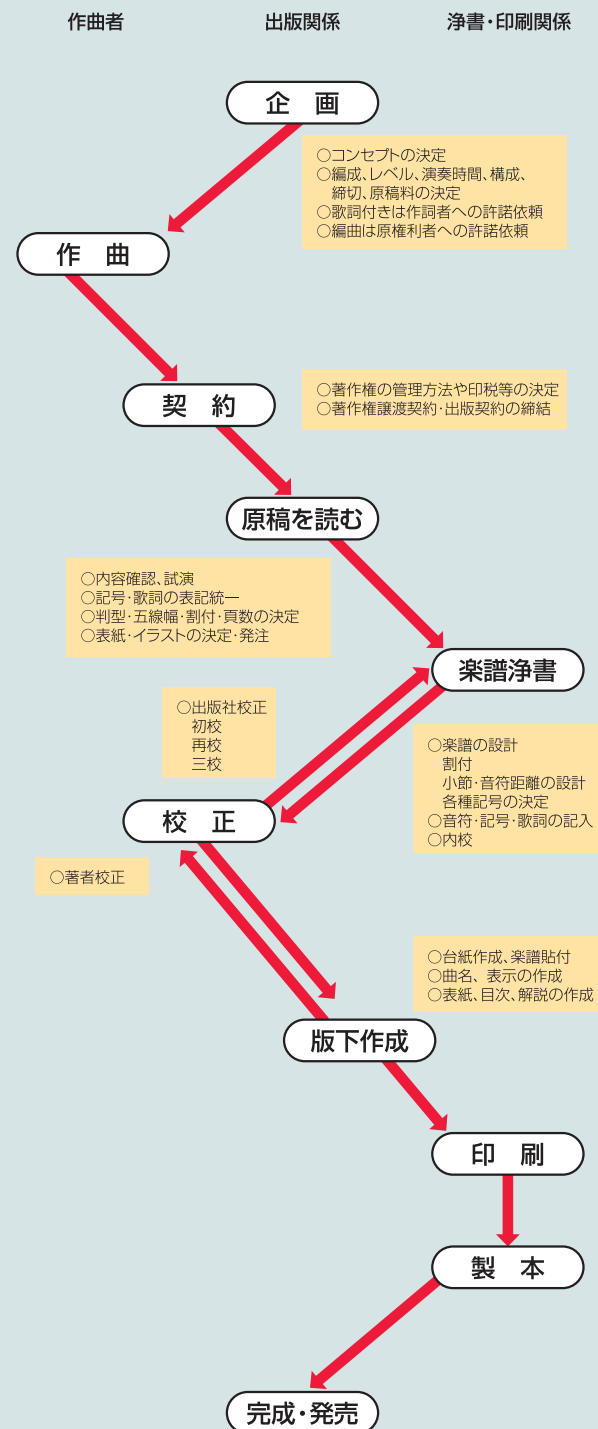 作曲者 出版関係 浄書・印刷関係
企 画
○コンセプトの決定
○編成、レベル、演奏時間、構成、
締切、原稿料の決定
○歌詞付きは作詞者への許諾依頼
○編曲は原権利者への許諾依頼
作 曲
契 約
○著作権の管理方法や印税等の決定
○著作権譲渡契約・出版契約の締結
原稿を読む
○内容確認、試演
○記号・歌詞の表記統一
○判型・五線幅・割付・頁数の決定
○表紙・イラストの決定・発注
楽譜浄書
○出版社校正
初校
再校
三校
○楽譜の設計
割付
小節・音符距離の設計
各種記号の決定
○音符・記号・歌詞の記入
○内校
校 正
○著者校正
○台紙作成、楽譜貼付
○曲名、表示の作成
○表紙、目次、解説の作成
版下作成
印 刷
製 本
完成・発売